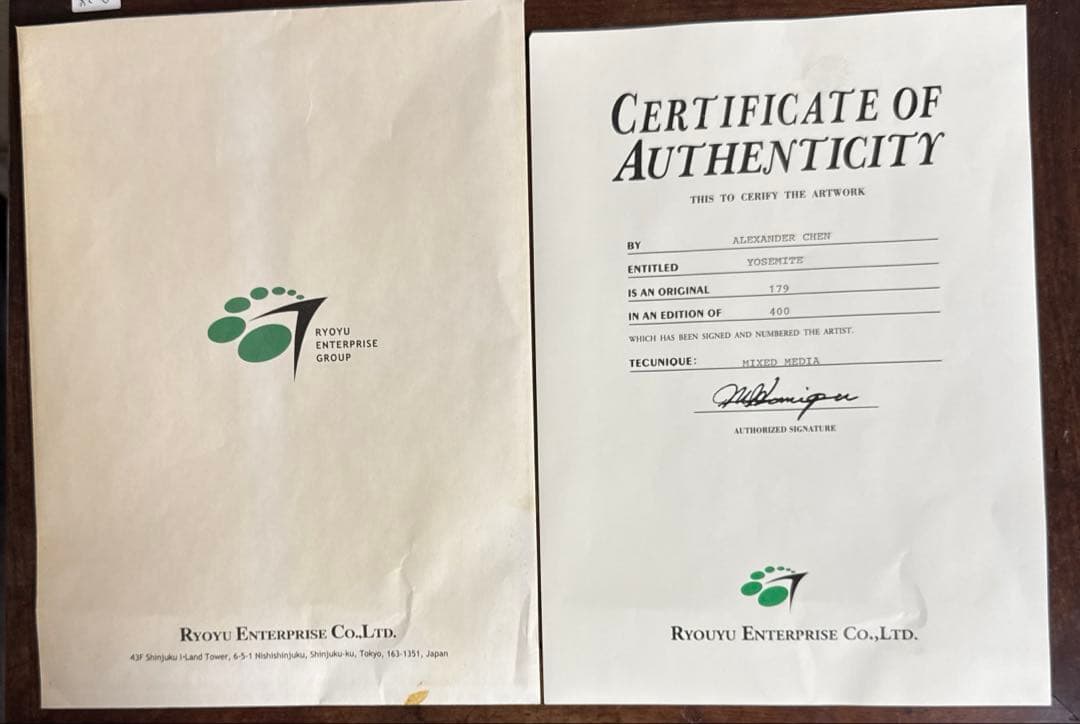 RYOYU
ENTERPRISE
GROUP
RYOYU ENTERPRISE CO.,LTD.
43F Shinjuku I-Land Tower, 6-5-1 Nishishinjuku, Shinjuku-ku, Tokyo, 163-1351, Japan
CERTIFICATE OF
AUTHENTICITY
THIS TO CERIFY THE ARTWORK
BY ALEXANDER CHEN
ENTITLED YOSEMITE
IS AN ORIGINAL 179
IN AN EDITION OF 400
WHICH HAS BEEN SIGNED AND NUMBERED THE ARTIST.
TECUNIQUE: MIXED MEDIA
AUTHORIZED SIGNATURE
RYOUYU ENTERPRISE CO.,LTD.